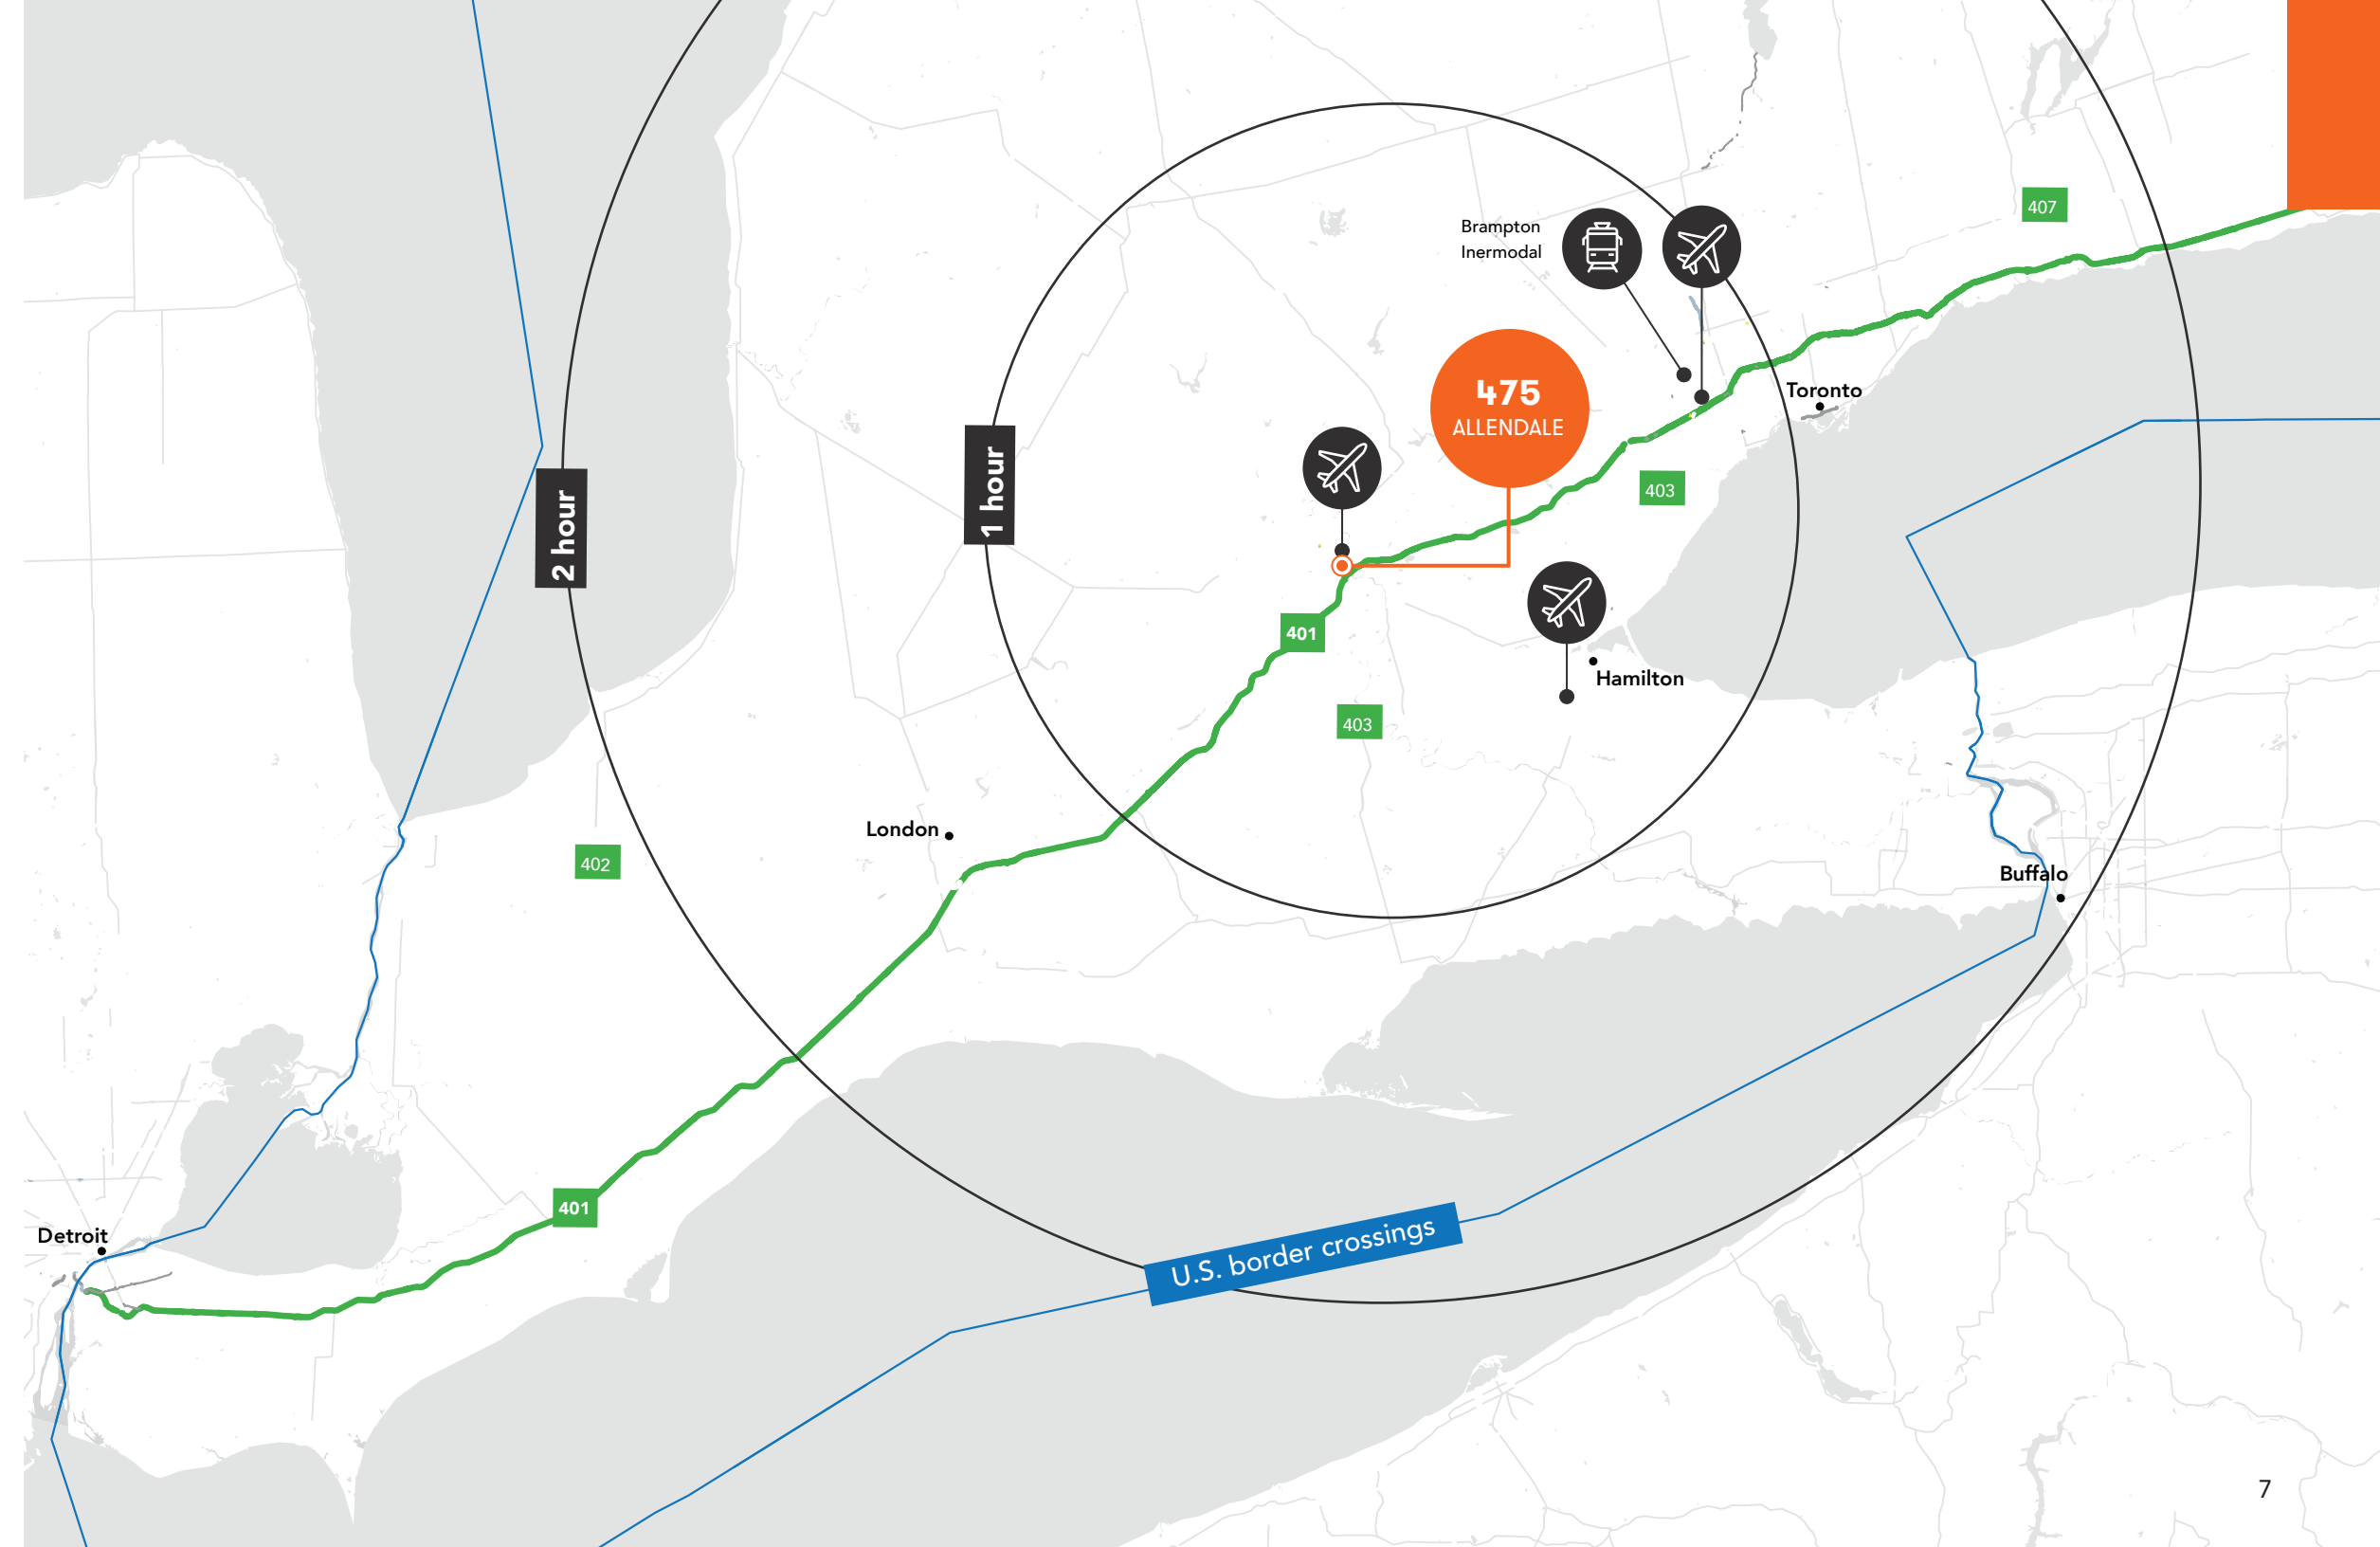 407
Brampton
Inermodal
475
ALLENDALE
Toronto
1 hour
2 hour
403
401
Hamilton
403
London
402
Buffalo
401
U.S. border crossings
Detroit
7